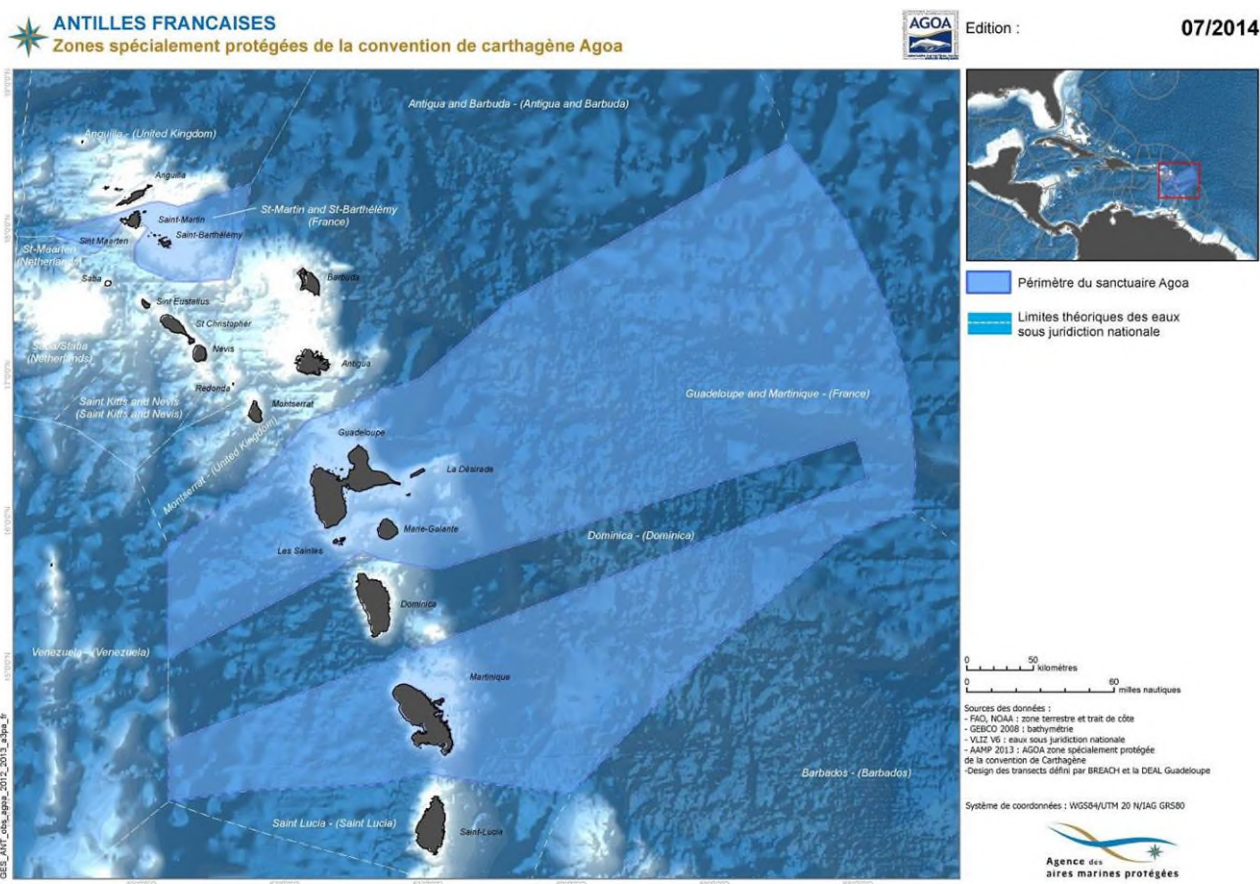 ANTILLES FRANCAISES
Zones spécialement protégées de la convention de carthagène Agoa
AGOA
Edition :
07/2014
Antigua and Barbuda - (Antigua and Barbuda)
Anguilla - (United Kingdom)
Anguilla
Saint-Martin
St-Martin and St-Barthélémy
(France)
Saint-Barthélémy
Sint Maarten
St-Maarten
(Netherlands)
Saba
Barbuda
Sint Eustatius
St Christopher
Nevis
Antigua
(Netherlands)
Redonda
Saint Kitts and Nevis
(Saint Kitts and Nevis)
Montserrat
Montserrat - (United Kingdom)
Guadeloupe and Martinique - (France)
Guadeloupe
La Désirade
Marie-Galante
Les Saintes
Dominica - (Dominica)
Dominica
Venezuela - (Venezuela)
Martinique
Barbados - (Barbados)
Saint Lucia - (Saint Lucia)
Saint-Lucia
Périmètre du sanctuaire Agoa
Limites théoriques des eaux
sous juridiction nationale
0 50
kilomètres
0 60
milles nautiques
Sources des données :
- FAO, NOAA : zone terrestre et trait de côte
- GEBCO 2008 : bathymétrie
- VLIZ V6 : eaux sous juridiction nationale
- AAMP 2013 : AGOA zone spécialement protégée
de la convention de Carthagène
-Design des transects défini par BREACH et la DEAL Guadeloupe
Système de coordonnées : WGS84/UTM 20 N/IAG GRS80
Agence des
aires marines protégées
GES_ANT_obs_agoa_2012_2013_a3pa_fr